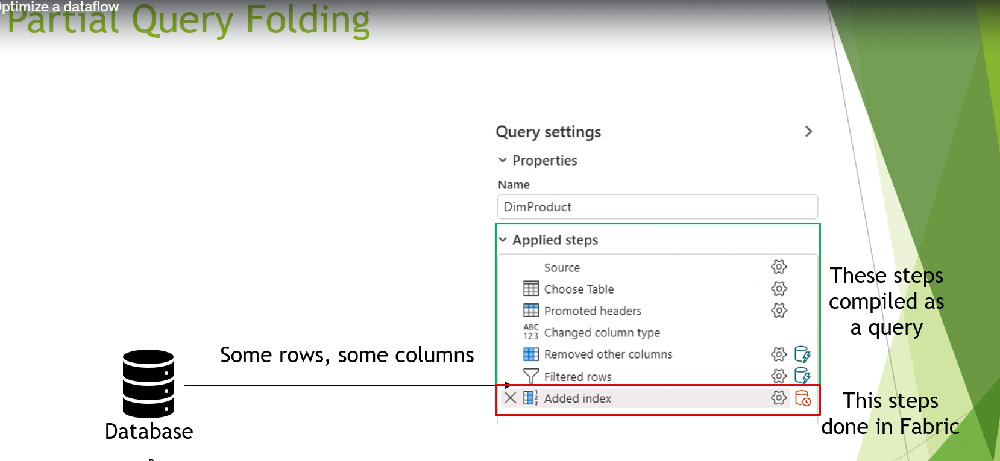 Optimize a dataflow
Partial Query Folding
Query settings
Properties
Name
DimProduct
Applied steps
Source
Choose Table
Promoted headers
ABC
123
Changed column type
Removed other columns
Filtered rows
Added index
These steps
compiled as
a query
This steps
done in Fabric
Some rows, some columns
Database